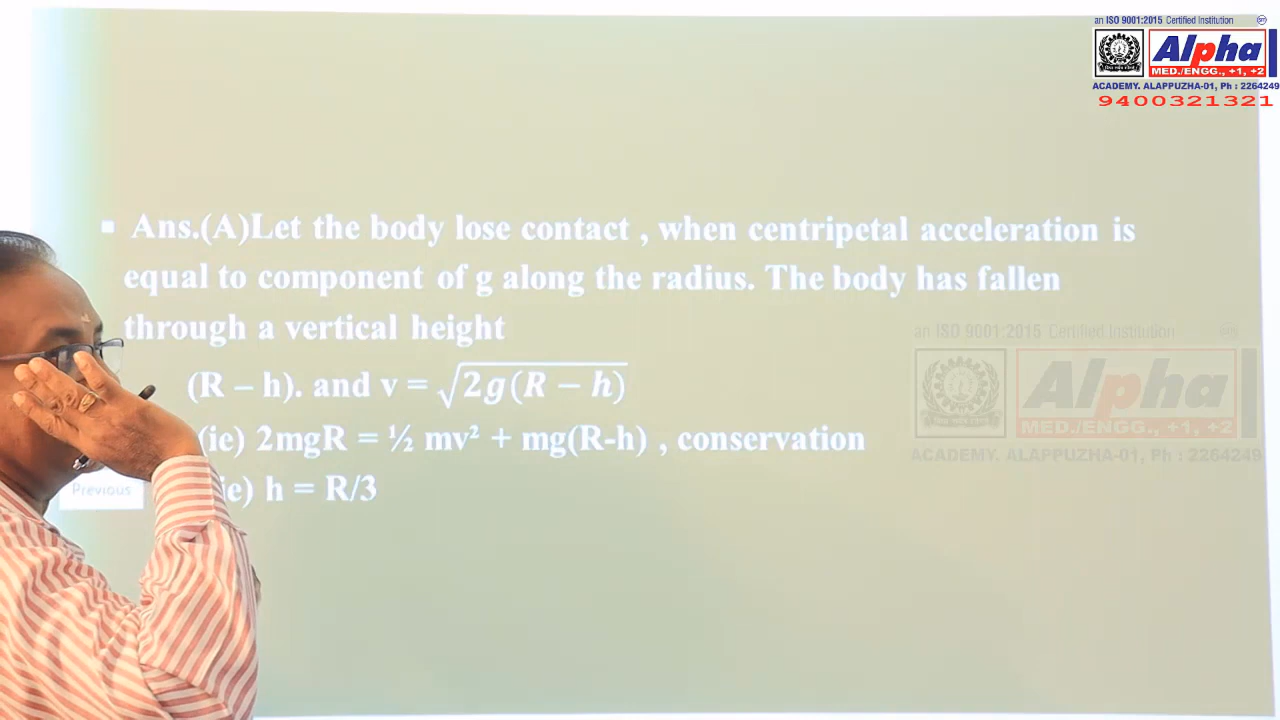 an ISO 9001:2015 Certified Institution
Alpha
MED./ENGG., +1, +2
ACADEMY. ALAPPUZHA-01, Ph : 2264249
9400321321
▪ Ans.(A)Let the body lose contact , when centripetal acceleration is
equal to component of g along the radius. The body has fallen
through a vertical height
(R – h). and v = √2g(R − h)
(ie) 2mgR = ½ mv² + mg(R-h) , conservation
ie) h = R/3
Previous
an ISO 9001:2015 Certified Institution
Alpha
MED./ENGG., +1, +2
ACADEMY. ALAPPUZHA-01, Ph : 2264249